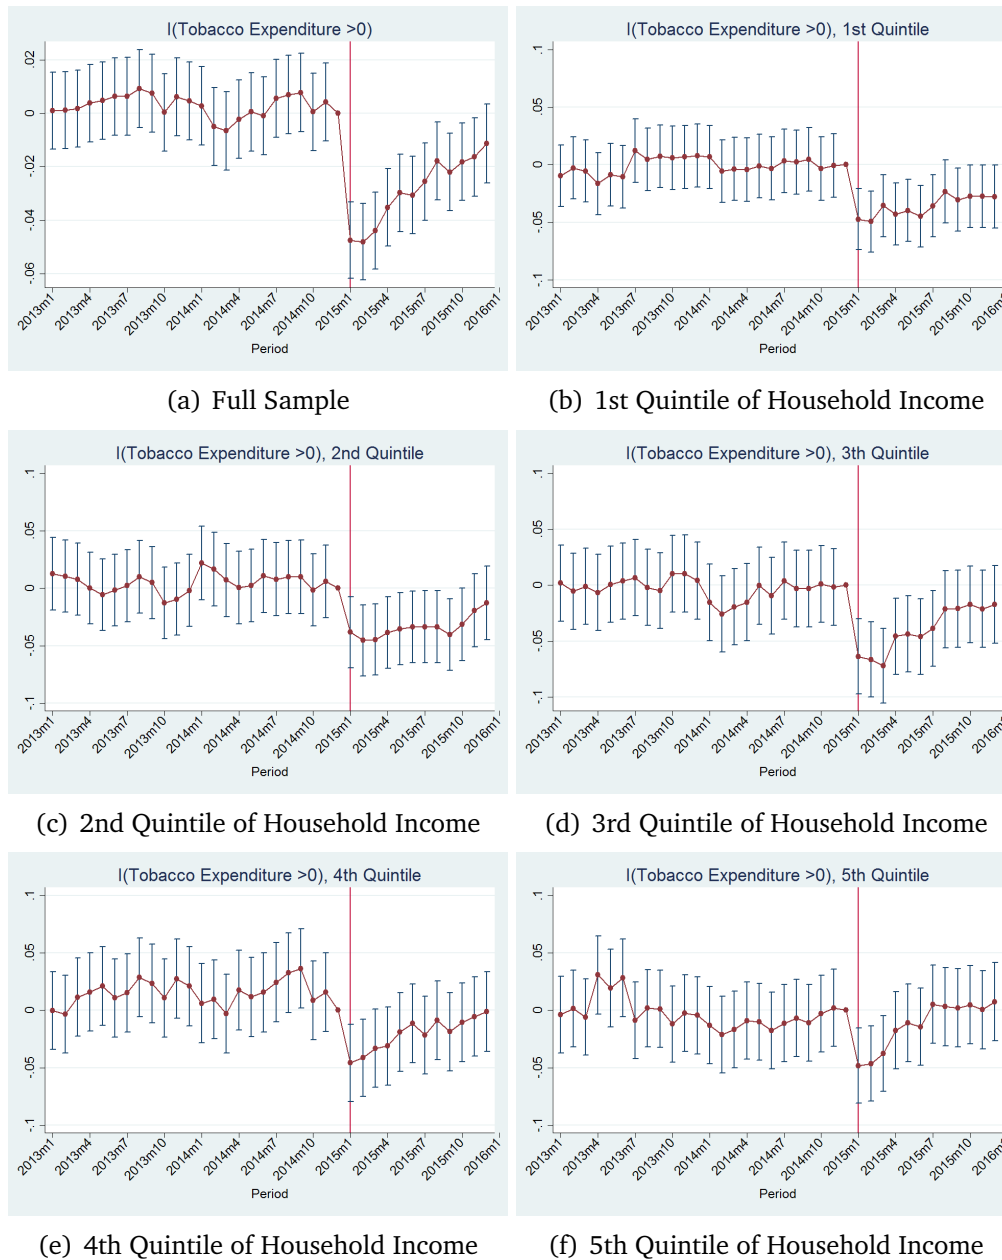 I(Tobacco Expenditure >0)
.02
0
-.02
-.04
-.06
2013m1
2013m4
2013m7
2013m10
2014m1
2014m4
2014m7
2014m10
2015m1
2015m4
2015m7
2015m10
2016m1
Period
(a) Full Sample
I(Tobacco Expenditure >0), 1st Quintile
.1
.05
0
-.05
-.1
2013m1
2013m4
2013m7
2013m10
2014m1
2014m4
2014m7
2014m10
2015m1
2015m4
2015m7
2015m10
2016m1
Period
(b) 1st Quintile of Household Income
I(Tobacco Expenditure >0), 2nd Quintile
.1
.05
0
-.05
-.1
2013m1
2013m4
2013m7
2013m10
2014m1
2014m4
2014m7
2014m10
2015m1
2015m4
2015m7
2015m10
2016m1
Period
(c) 2nd Quintile of Household Income
I(Tobacco Expenditure >0), 3th Quintile
.1
.05
0
-.05
-.1
2013m1
2013m4
2013m7
2013m10
2014m1
2014m4
2014m7
2014m10
2015m1
2015m4
2015m7
2015m10
2016m1
Period
(d) 3rd Quintile of Household Income
I(Tobacco Expenditure >0), 4th Quintile
.1
.05
0
-.05
-.1
2013m1
2013m4
2013m7
2013m10
2014m1
2014m4
2014m7
2014m10
2015m1
2015m4
2015m7
2015m10
2016m1
Period
(e) 4th Quintile of Household Income
I(Tobacco Expenditure >0), 5th Quintile
.1
.05
0
-.05
-.1
2013m1
2013m4
2013m7
2013m10
2014m1
2014m4
2014m7
2014m10
2015m1
2015m4
2015m7
2015m10
2016m1
Period
(f) 5th Quintile of Household Income